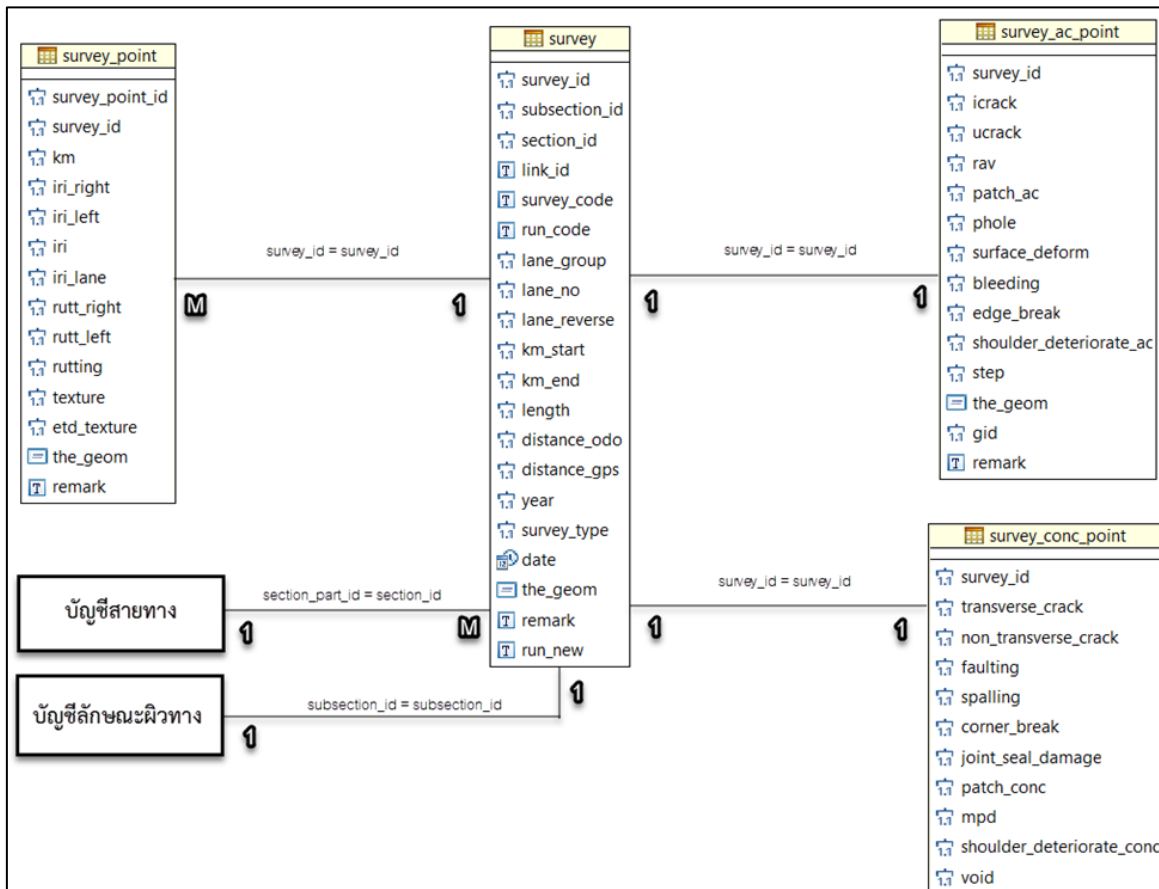 survey_point
survey_point_id
survey_id
km
iri_right
iri_left
iri
iri_lane
rutt_right
rutt_left
rutting
texture
etd_texture
the_geom
remark
survey
survey_id
subsection_id
section_id
link_id
survey_code
run_code
lane_group
lane_no
lane_reverse
km_start
km_end
length
distance_odo
distance_gps
year
survey_type
date
the_geom
remark
run_new
survey_ac_point
survey_id
icrack
ucrack
rav
patch_ac
phole
surface_deform
bleeding
edge_break
shoulder_deteriorate_ac
step
the_geom
gid
remark
survey_conc_point
survey_id
transverse_crack
non_transverse_crack
faulting
spalling
corner_break
joint_seal_damage
patch_conc
mpd
shoulder_deteriorate_conc
void
survey_id = survey_id
M 1
survey_id = survey_id
1 1
survey_id = survey_id
1 1
บัญชีสายทาง
section_part_id = section_id
1 M
บัญชีลักษณะผิวทาง
subsection_id = subsection_id
1 1